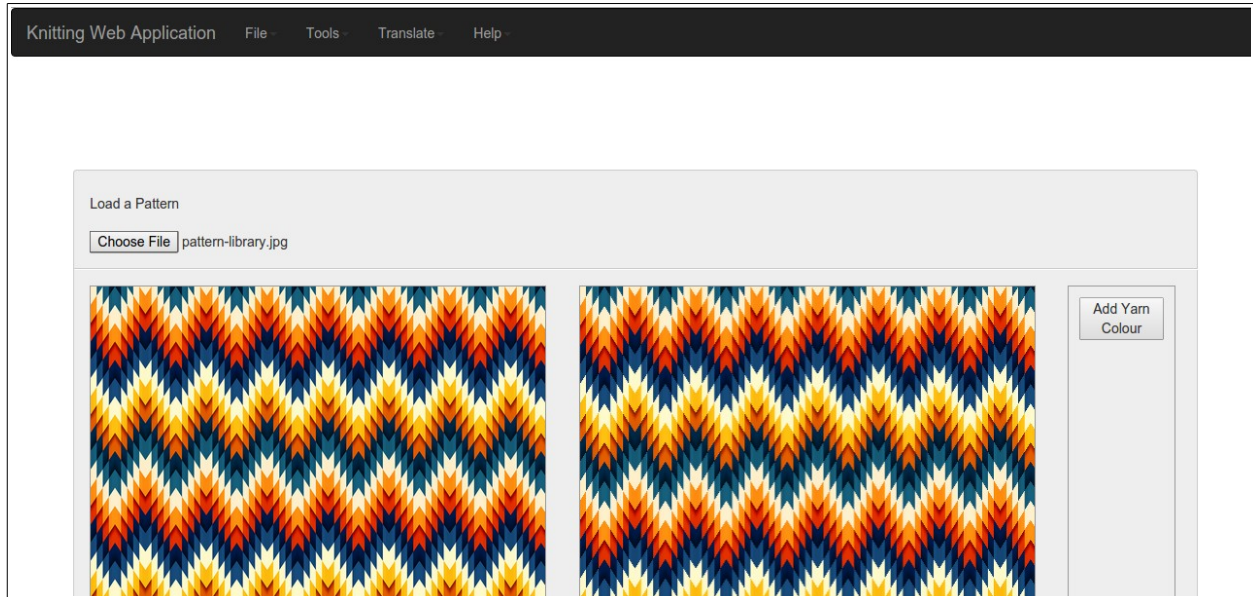 Knitting Web Application File Tools Translate Help
Load a Pattern
Choose File pattern-library.jpg
Add Yarn
Colour